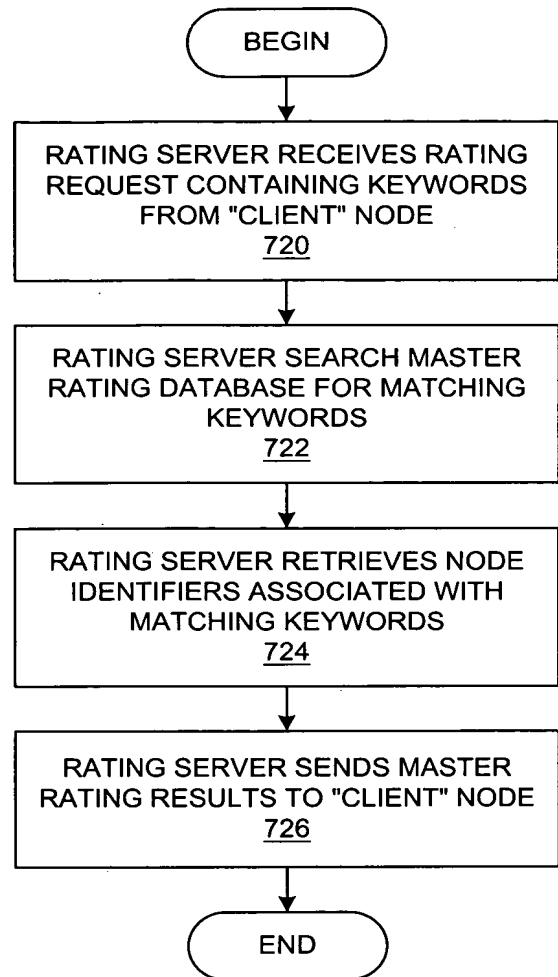 BEGIN
RATING SERVER RECEIVES RATING
REQUEST CONTAINING KEYWORDS
FROM "CLIENT" NODE
720
RATING SERVER SEARCH MASTER
RATING DATABASE FOR MATCHING
KEYWORDS
722
RATING SERVER RETRIEVES NODE
IDENTIFIERS ASSOCIATED WITH
MATCHING KEYWORDS
724
RATING SERVER SENDS MASTER
RATING RESULTS TO "CLIENT" NODE
726
END